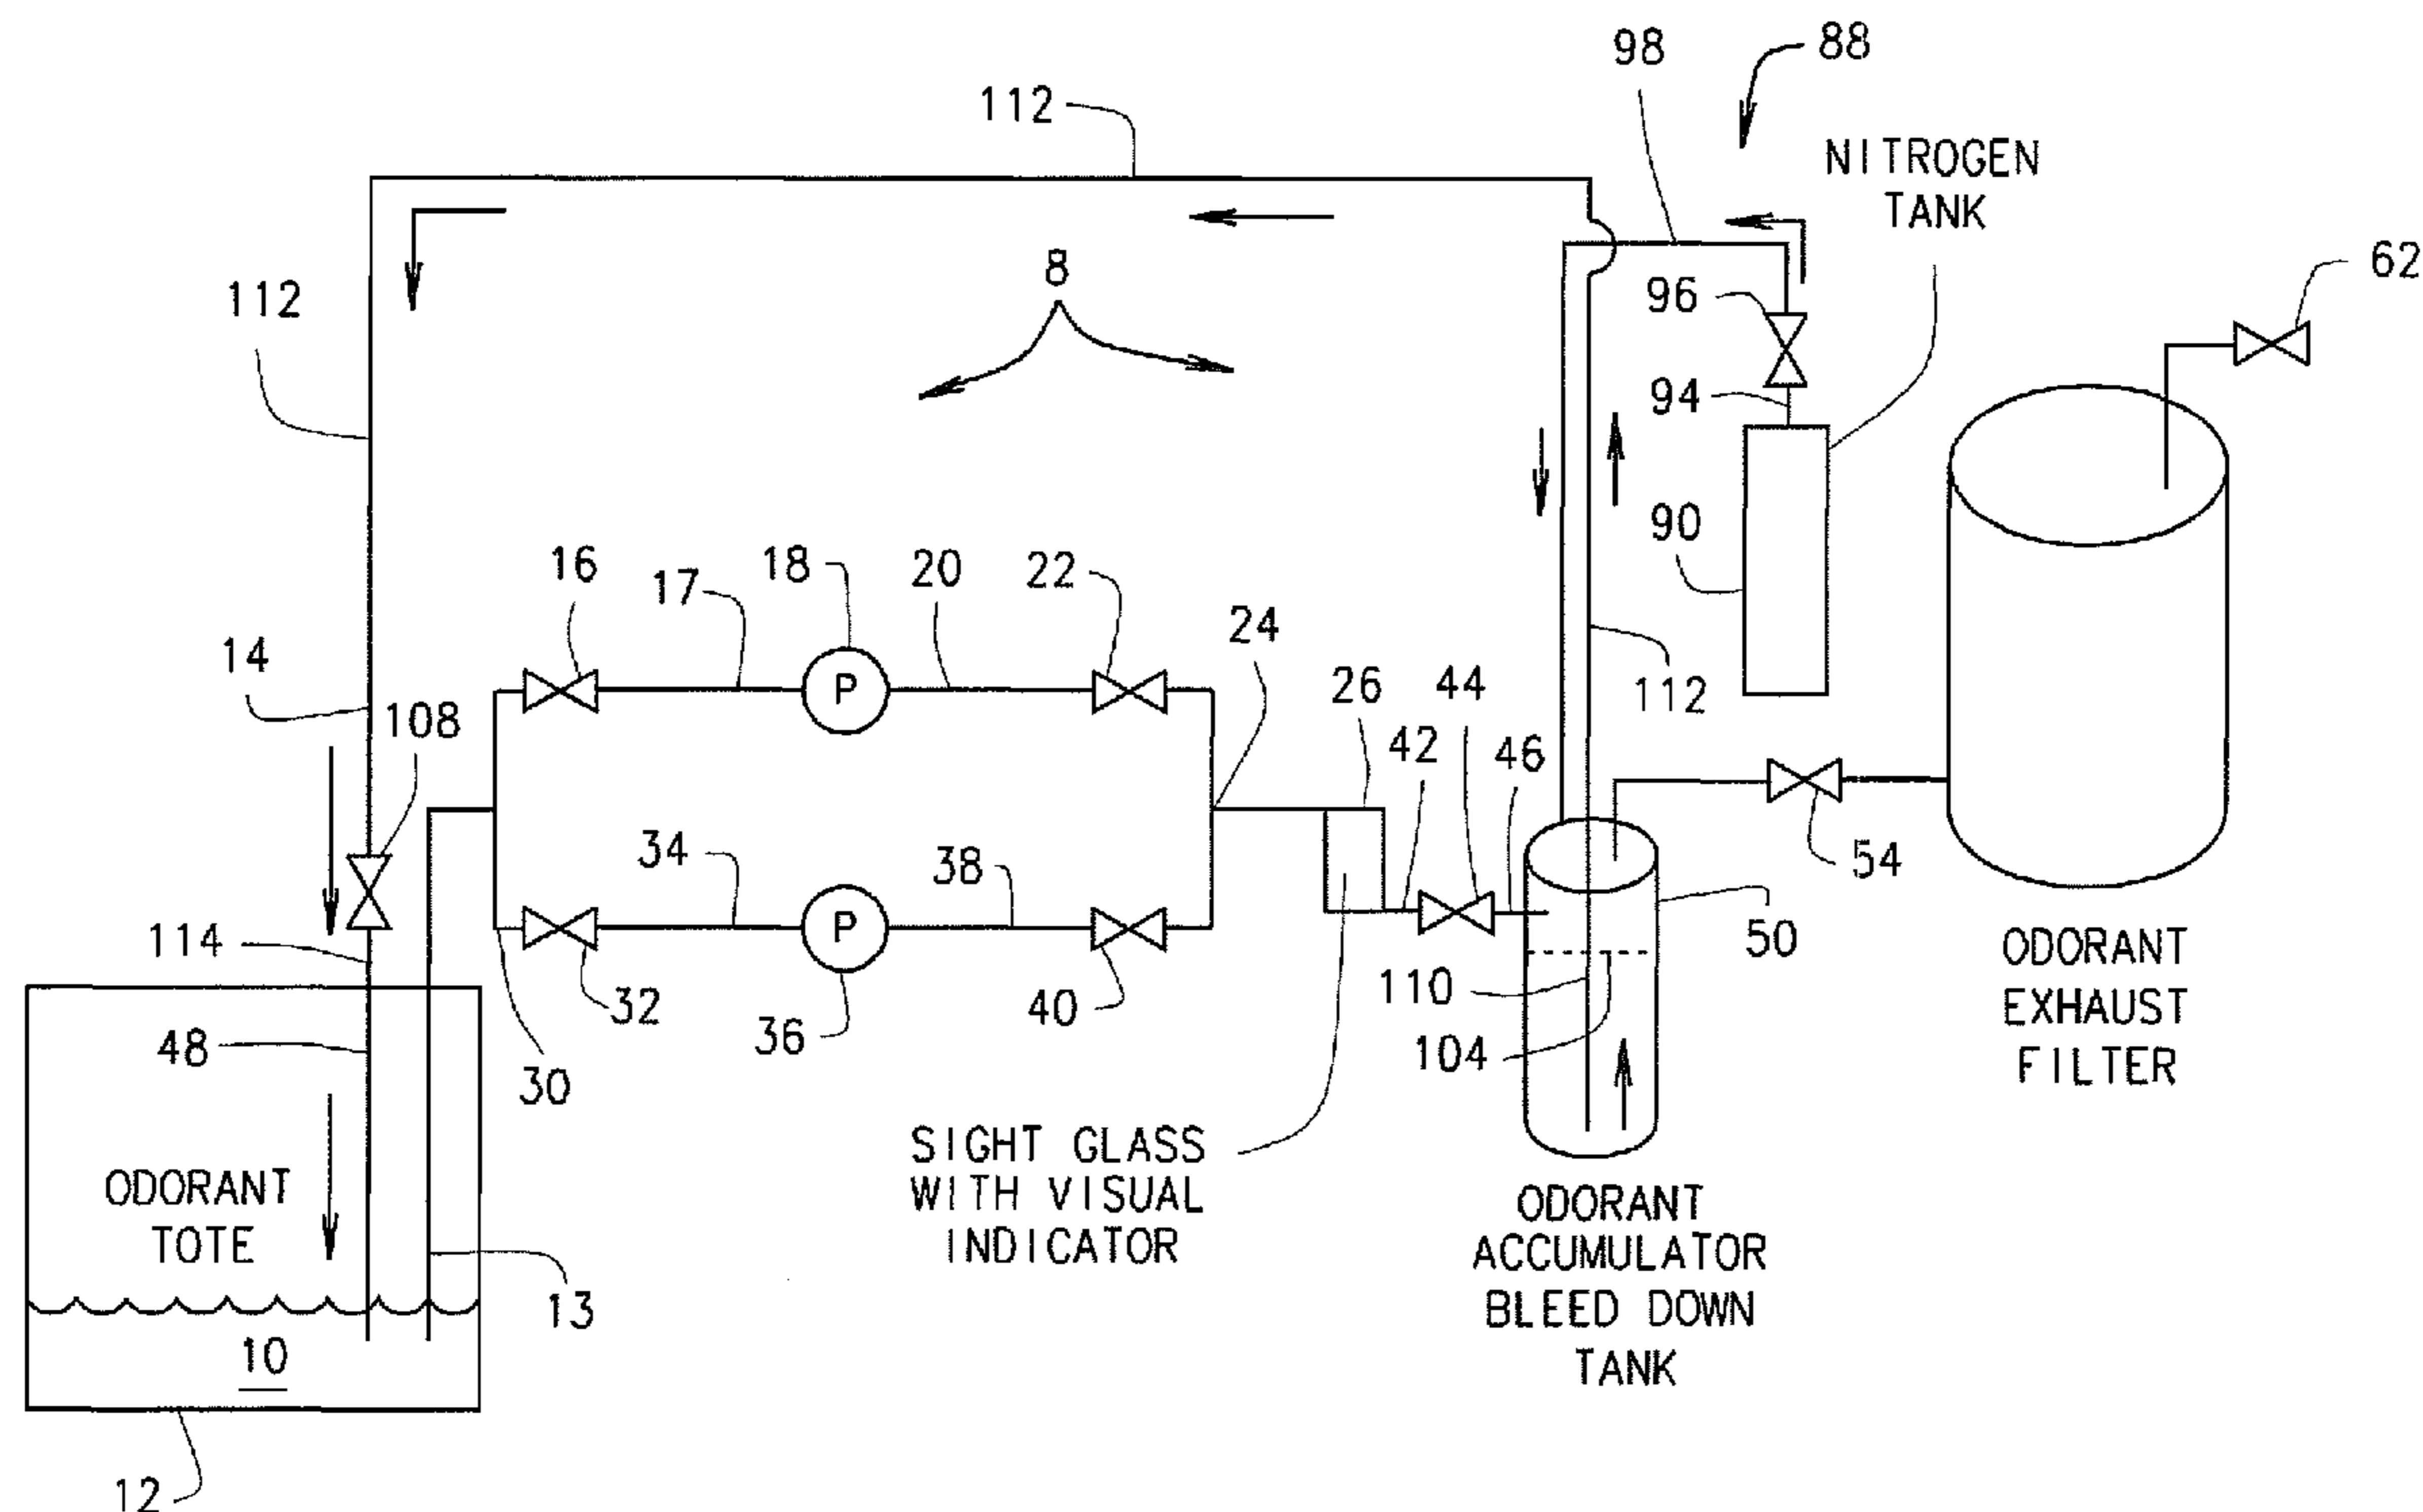 98
88
112
NITROGEN
TANK
8
62
112
96
94
90
16
17
18
20
22
24
14
108
26
44
112
42
46
P
34
38
54
50
114
P
48
32
36
40
110
104
30
ODORANT
EXHAUST
FILTER
SIGHT GLASS
WITH VISUAL
INDICATOR
ODORANT
TOTE
13
10
12
ODORANT
ACCUMULATOR
BLEED DOWN
TANK